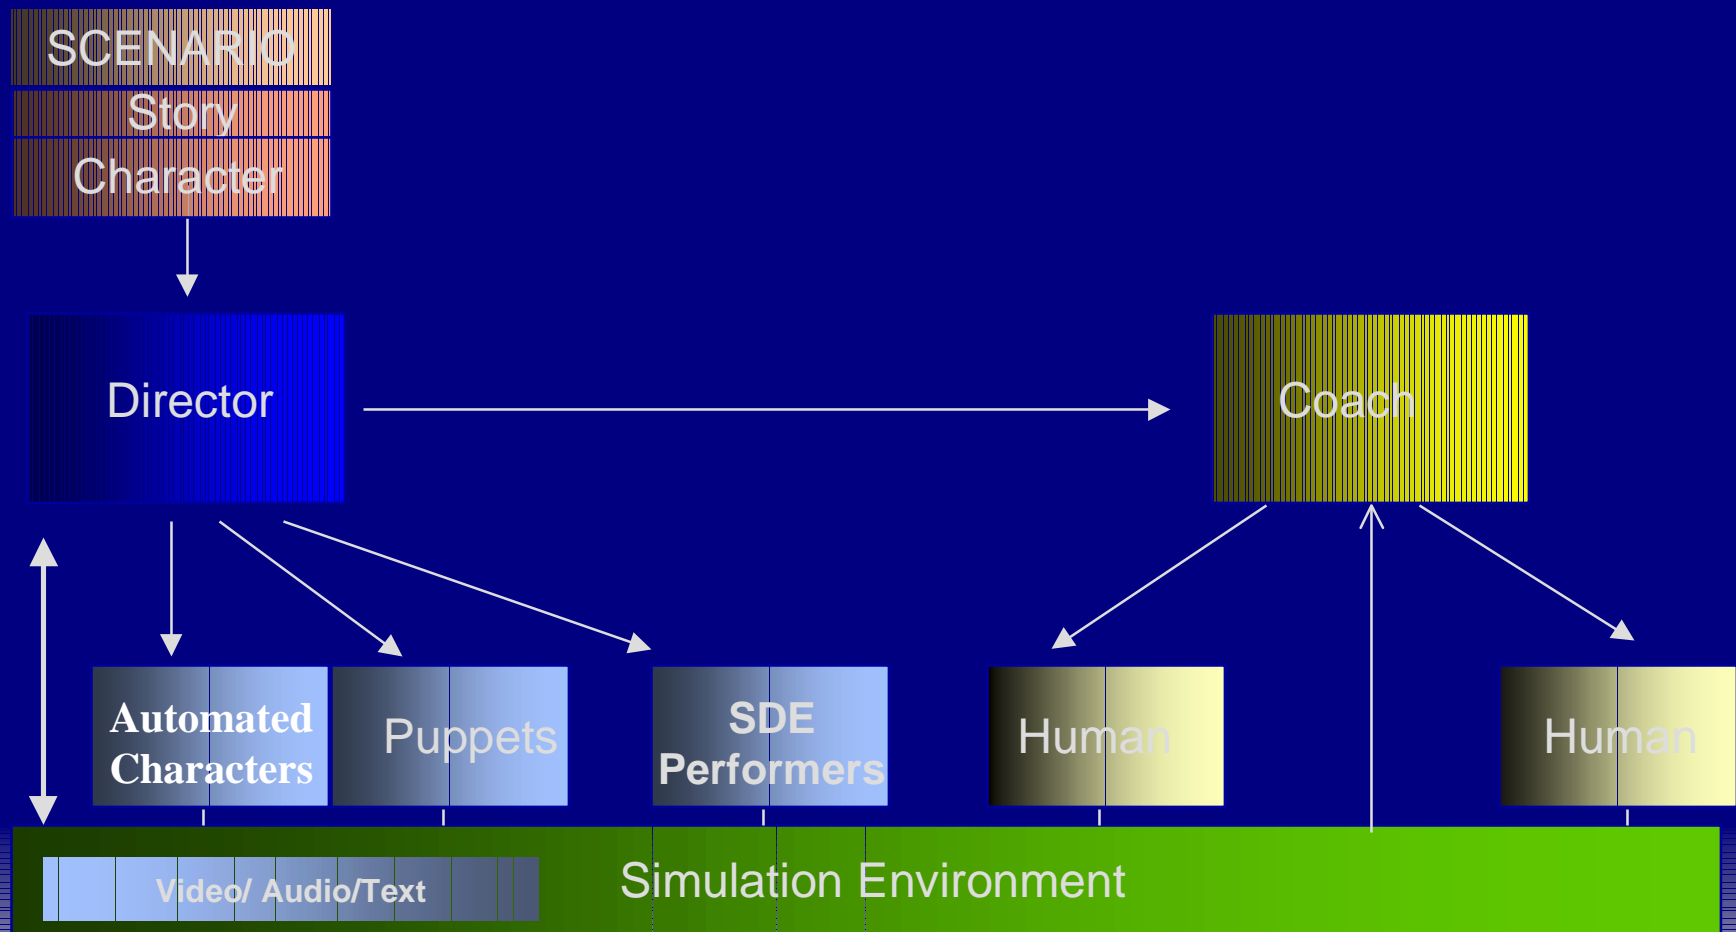 SCENARIO
Story
Character
Director
Coach
Automated
Characters
Puppets
SDE
Performers
Human
Human
Video/ Audio/Text
Simulation Environment